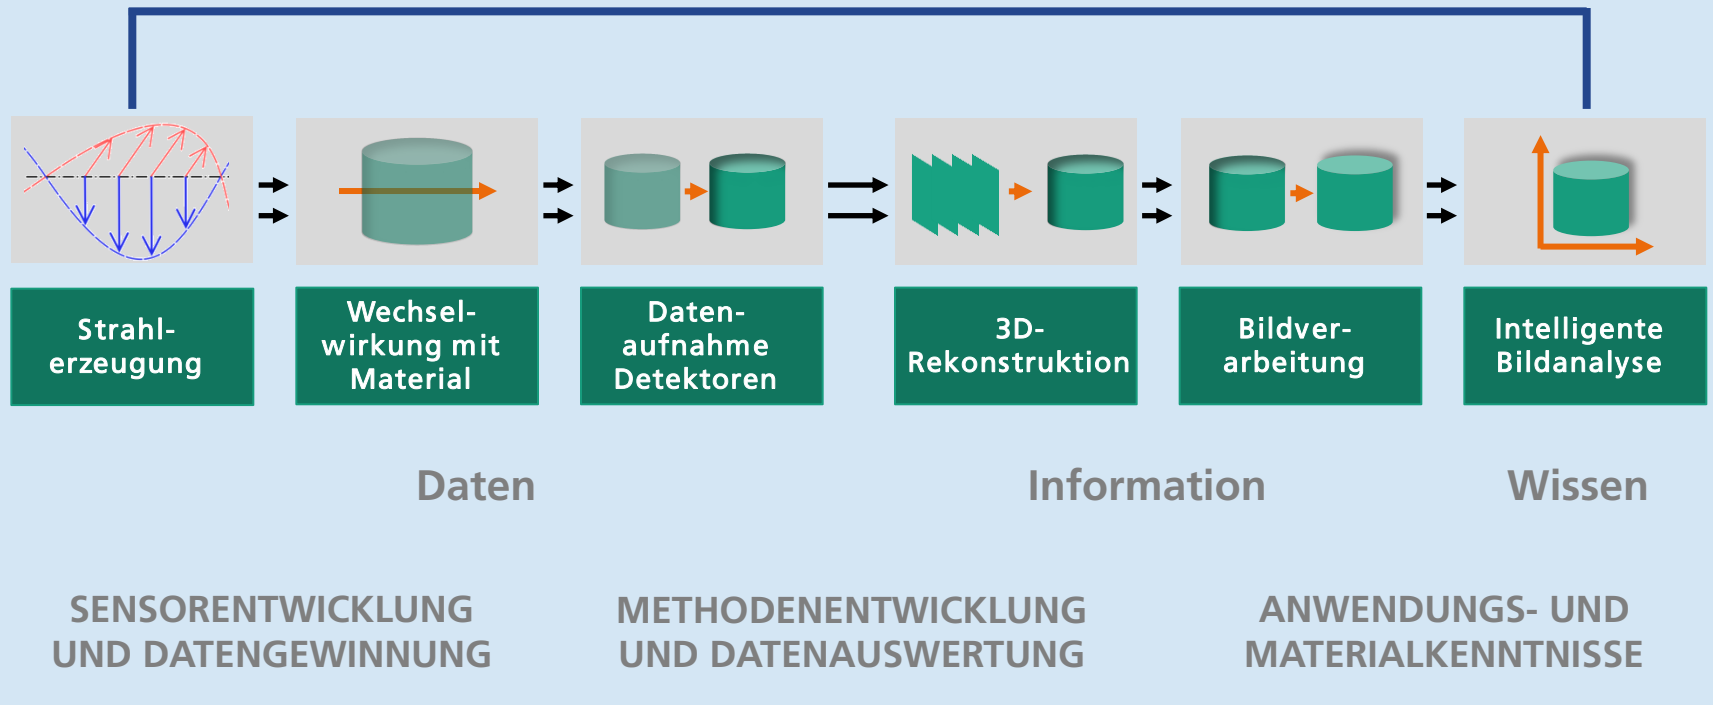 Strahl-
erzeugung
Wechsel-
wirkung mit
Material
Daten-
aufnahme
Detektoren
3D-
Rekonstruktion
Bildver-
arbeitung
Intelligente
Bildanalyse
Daten
Information
Wissen
SENSORENTWICKLUNG
UND DATENGEWINNUNG
METHODENENTWICKLUNG
UND DATENAUSWERTUNG
ANWENDUNGS- UND
MATERIALKENNTNISSE